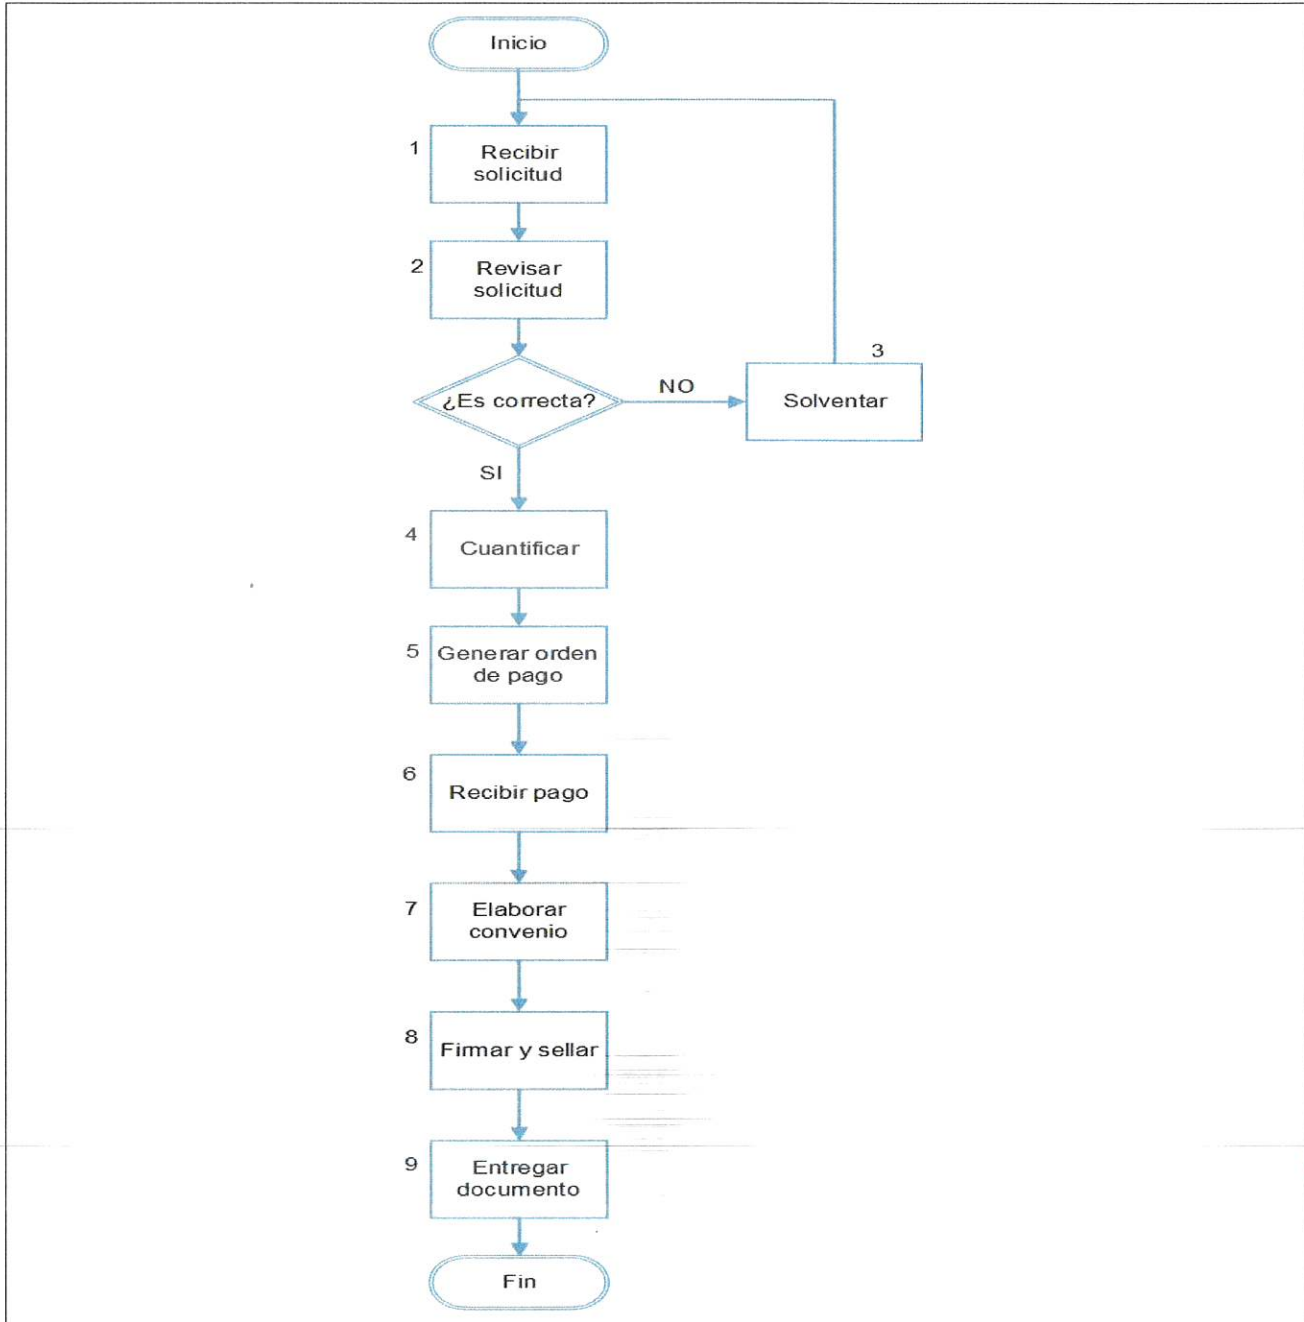 Inicio
1
Recibir
solicitud
2
Revisar
solicitud
¿Es correcta?
NO
3
Solventar
SI
4
Cuantificar
5
Generar orden
de pago
6
Recibir pago
7
Elaborar
convenio
8
Firmar y sellar
9
Entregar
documento
Fin